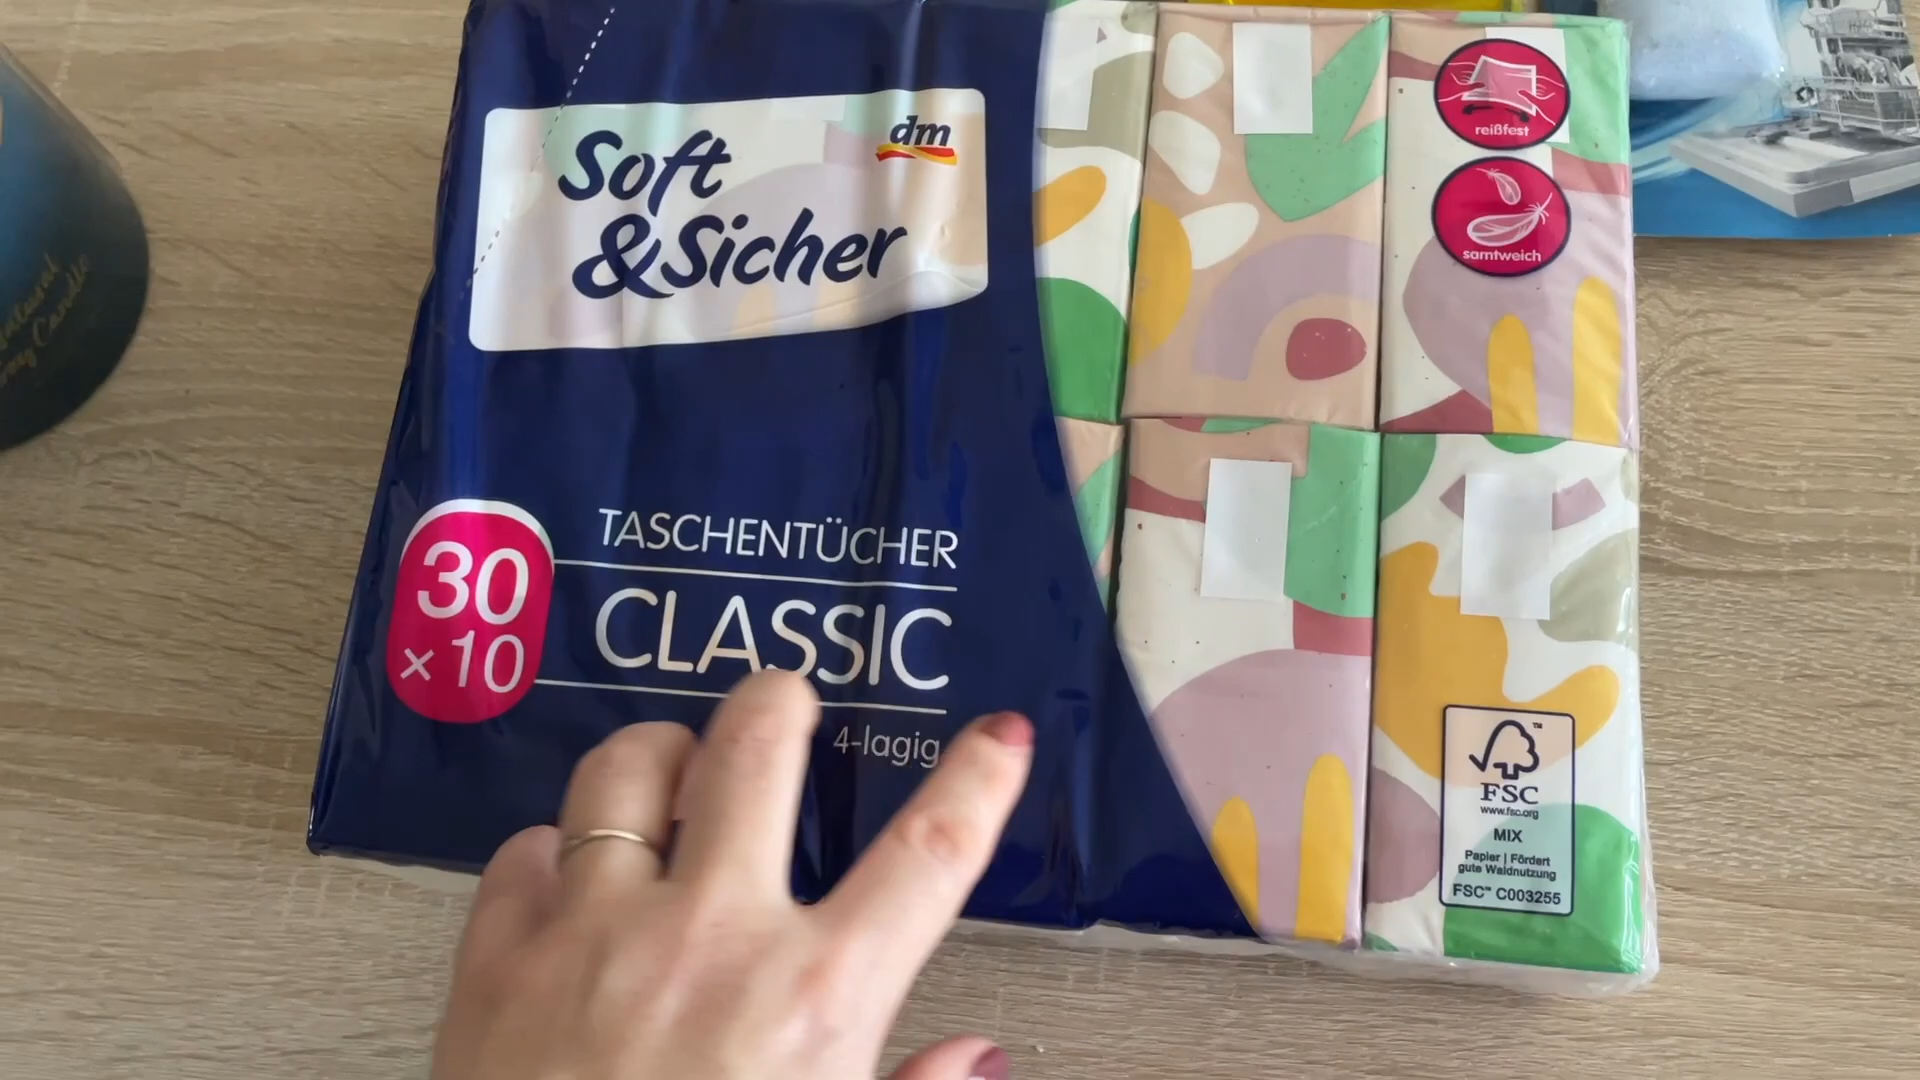 dm
Soft
&Sicher
reißfest
samtweich
30
×10
TASCHENTÜCHER
CLASSIC
4-lagig
FSC™
www.fsc.org
MIX
Papier | Fördert
gute Waldnutzung
FSC™ C003255